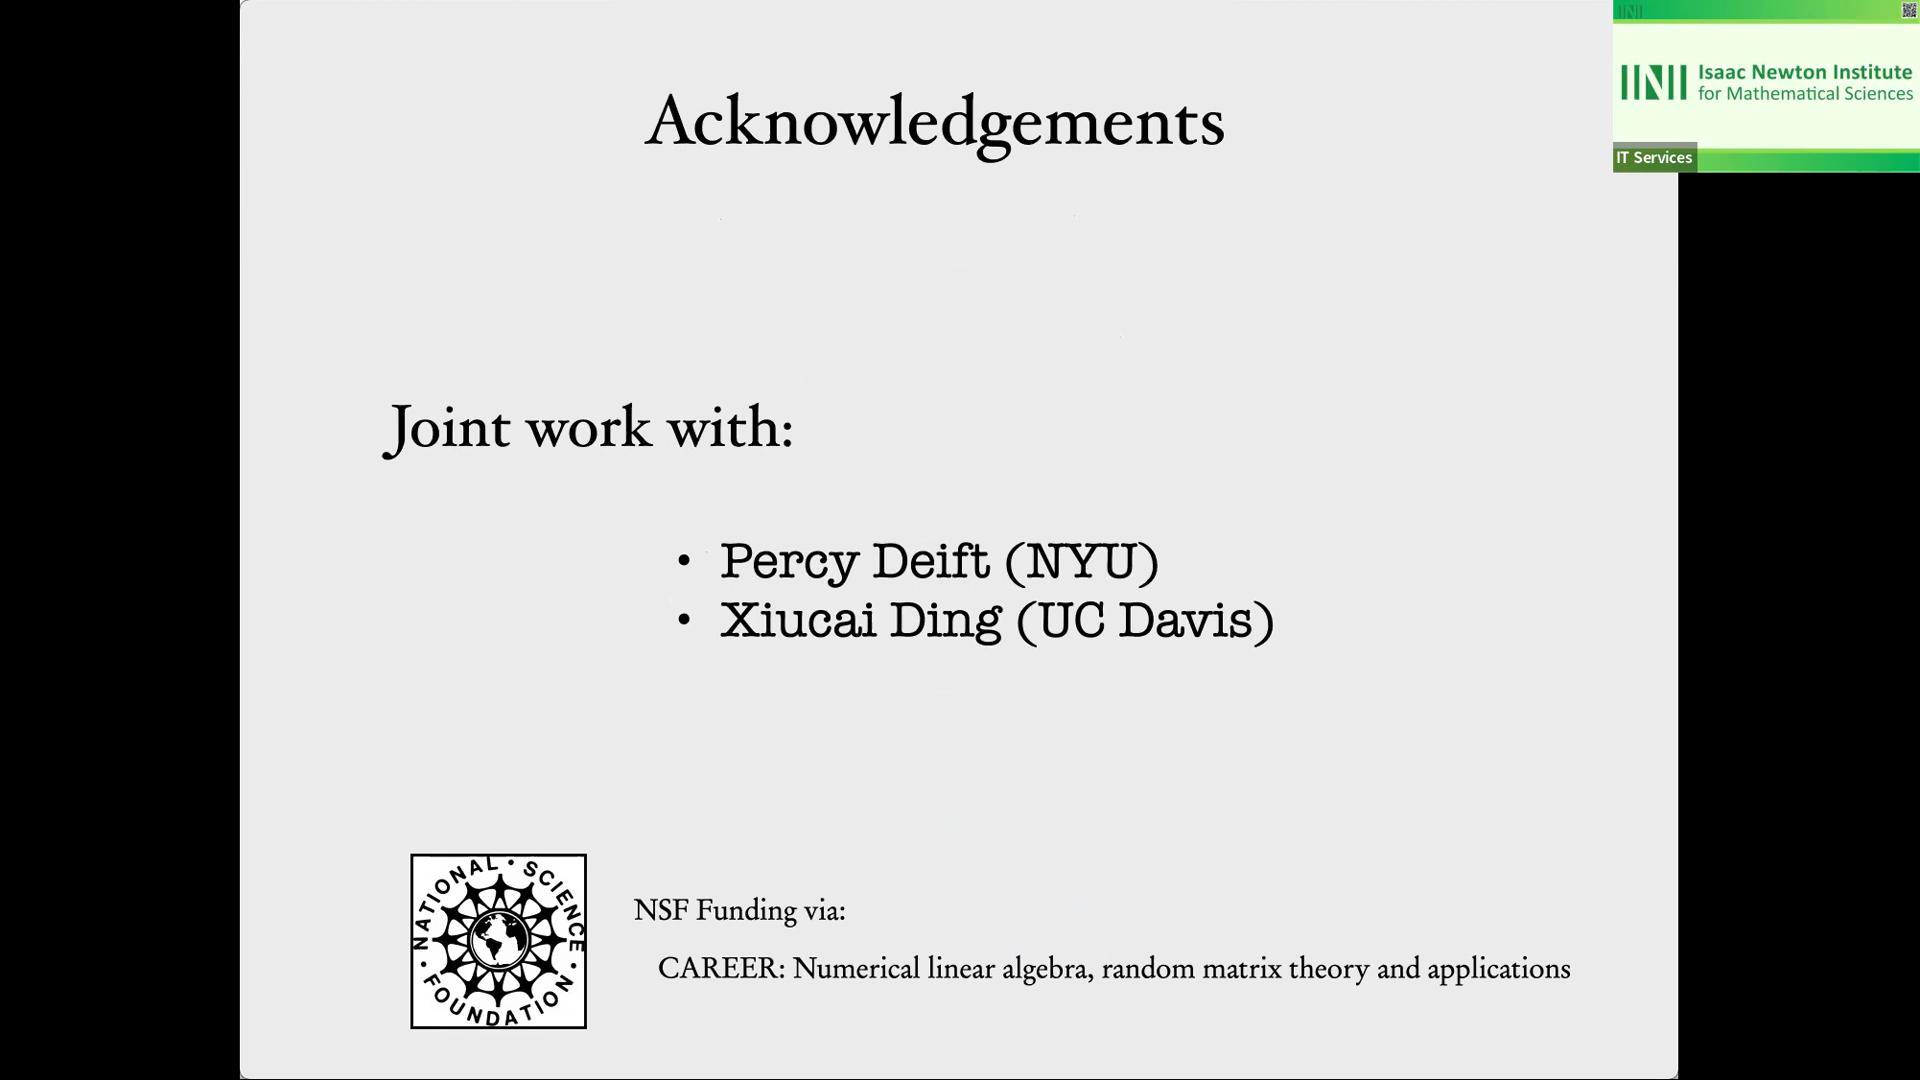 Acknowledgements
INI
Isaac Newton Institute
for Mathematical Sciences
IT Services
Joint work with:
• Percy Deift (NYU)
• Xiucai Ding (UC Davis)
NATIONAL · SCIENCE · FOUNDATION ·
NSF Funding via:
CAREER: Numerical linear algebra, random matrix theory and applications